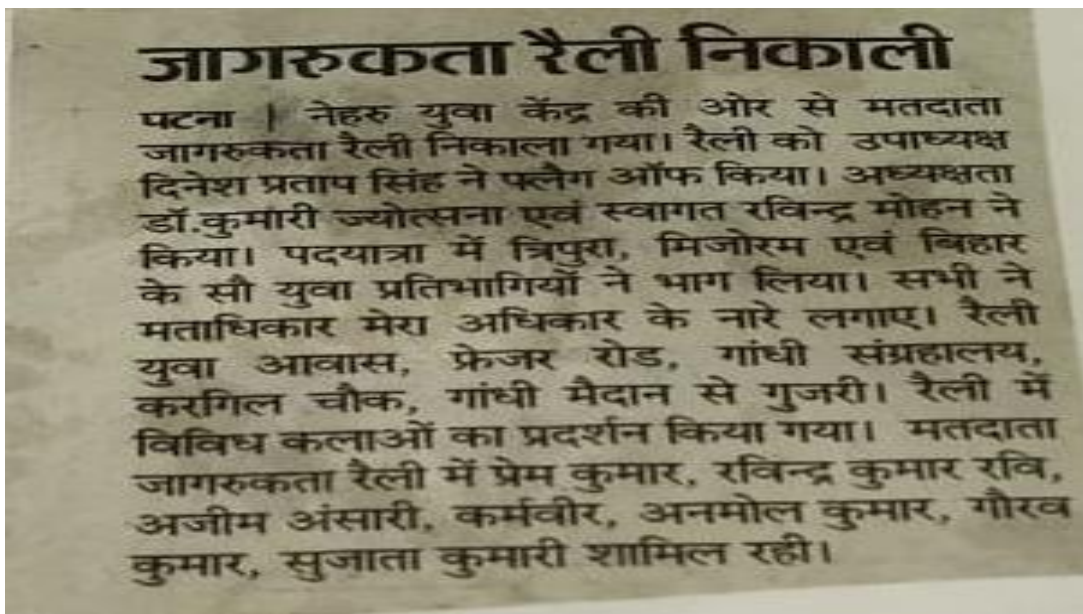 जागरुकता रैली निकाली
पटना | नेहरु युवा केंद्र की ओर से मतदाता
जागरुकता रैली निकाला गया। रैली को उपाध्यक्ष
दिनेश प्रताप सिंह ने फ्लैग ऑफ किया। अध्यक्षता
डॉ.कुमारी ज्योत्सना एवं स्वागत रविन्द्र मोहन ने
किया। पदयात्रा में त्रिपुरा, मिजोरम एवं बिहार
के सौ युवा प्रतिभागियों ने भाग लिया। सभी ने
मताधिकार मेरा अधिकार के नारे लगाए। रैली
युवा आवास, फ्रेजर रोड, गांधी संग्रहालय,
करगिल चौक, गांधी मैदान से गुजरी। रैली में
विविध कलाओं का प्रदर्शन किया गया। मतदाता
जागरुकता रैली में प्रेम कुमार, रविन्द्र कुमार रवि,
अजीम अंसारी, कर्मवीर, अनमोल कुमार, गौरव
कुमार, सुजाता कुमारी शामिल रही।